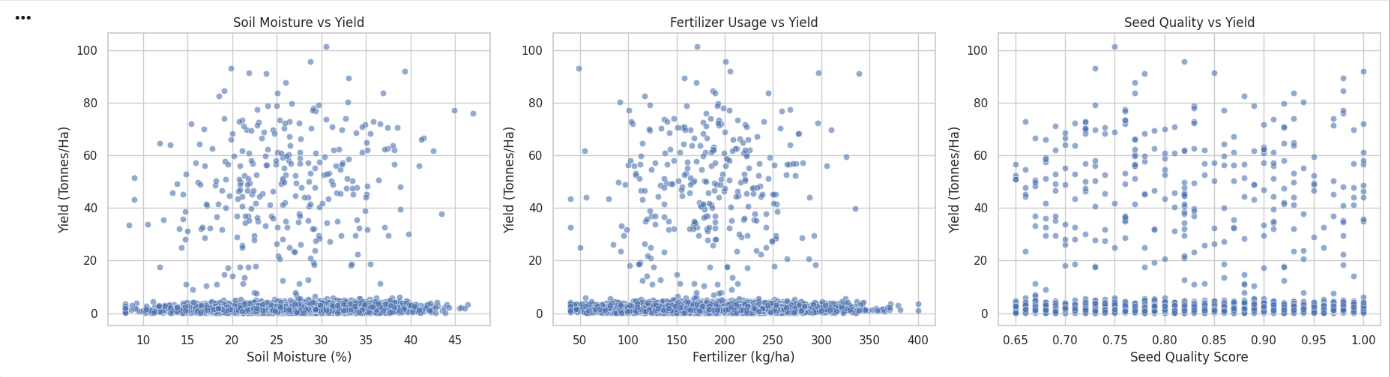 •••
Soil Moisture vs Yield
100
80
60
40
20
0
Yield (Tonnes/Ha)
10 15 20 25 30 35 40 45
Soil Moisture (%)
Fertilizer Usage vs Yield
100
80
60
40
20
0
Yield (Tonnes/Ha)
50 100 150 200 250 300 350 400
Fertilizer (kg/ha)
Seed Quality vs Yield
100
80
60
40
20
0
Yield (Tonnes/Ha)
0.65 0.70 0.75 0.80 0.85 0.90 0.95 1.00
Seed Quality Score